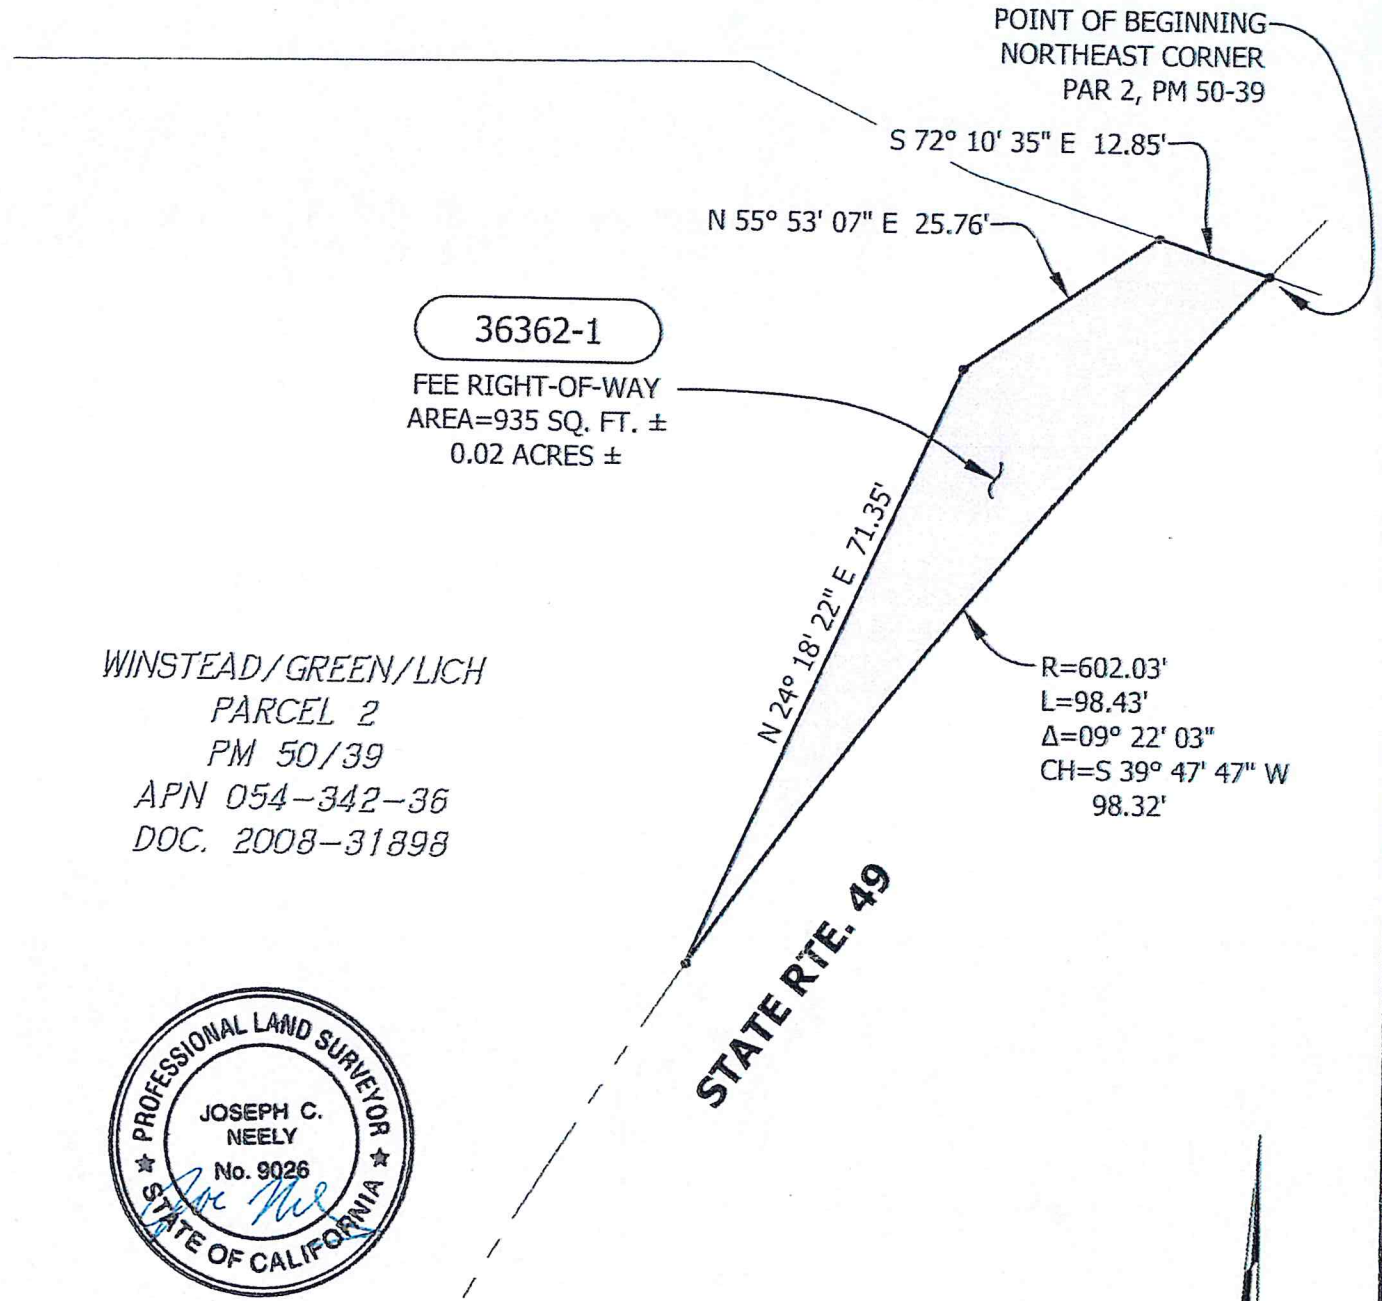 POINT OF BEGINNING
NORTHEAST CORNER
PAR 2, PM 50-39
S 72° 10' 35" E 12.85'
N 55° 53' 07" E 25.76'
36362-1
FEE RIGHT-OF-WAY
AREA=935 SQ. FT. ±
0.02 ACRES ±
N 24° 18' 22" E 71.35'
WINSTEAD/GREEN/LICH
PARCEL 2
PM 50/39
APN 054-342-36
DOC. 2008-31898
R=602.03'
L=98.43'
Δ=09° 22' 03"
CH=S 39° 47' 47" W
98.32'
STATE RTE. 49
PROFESSIONAL LAND SURVEYOR
JOSEPH C.
NEELY
No. 9026
STATE OF CALIFORNIA